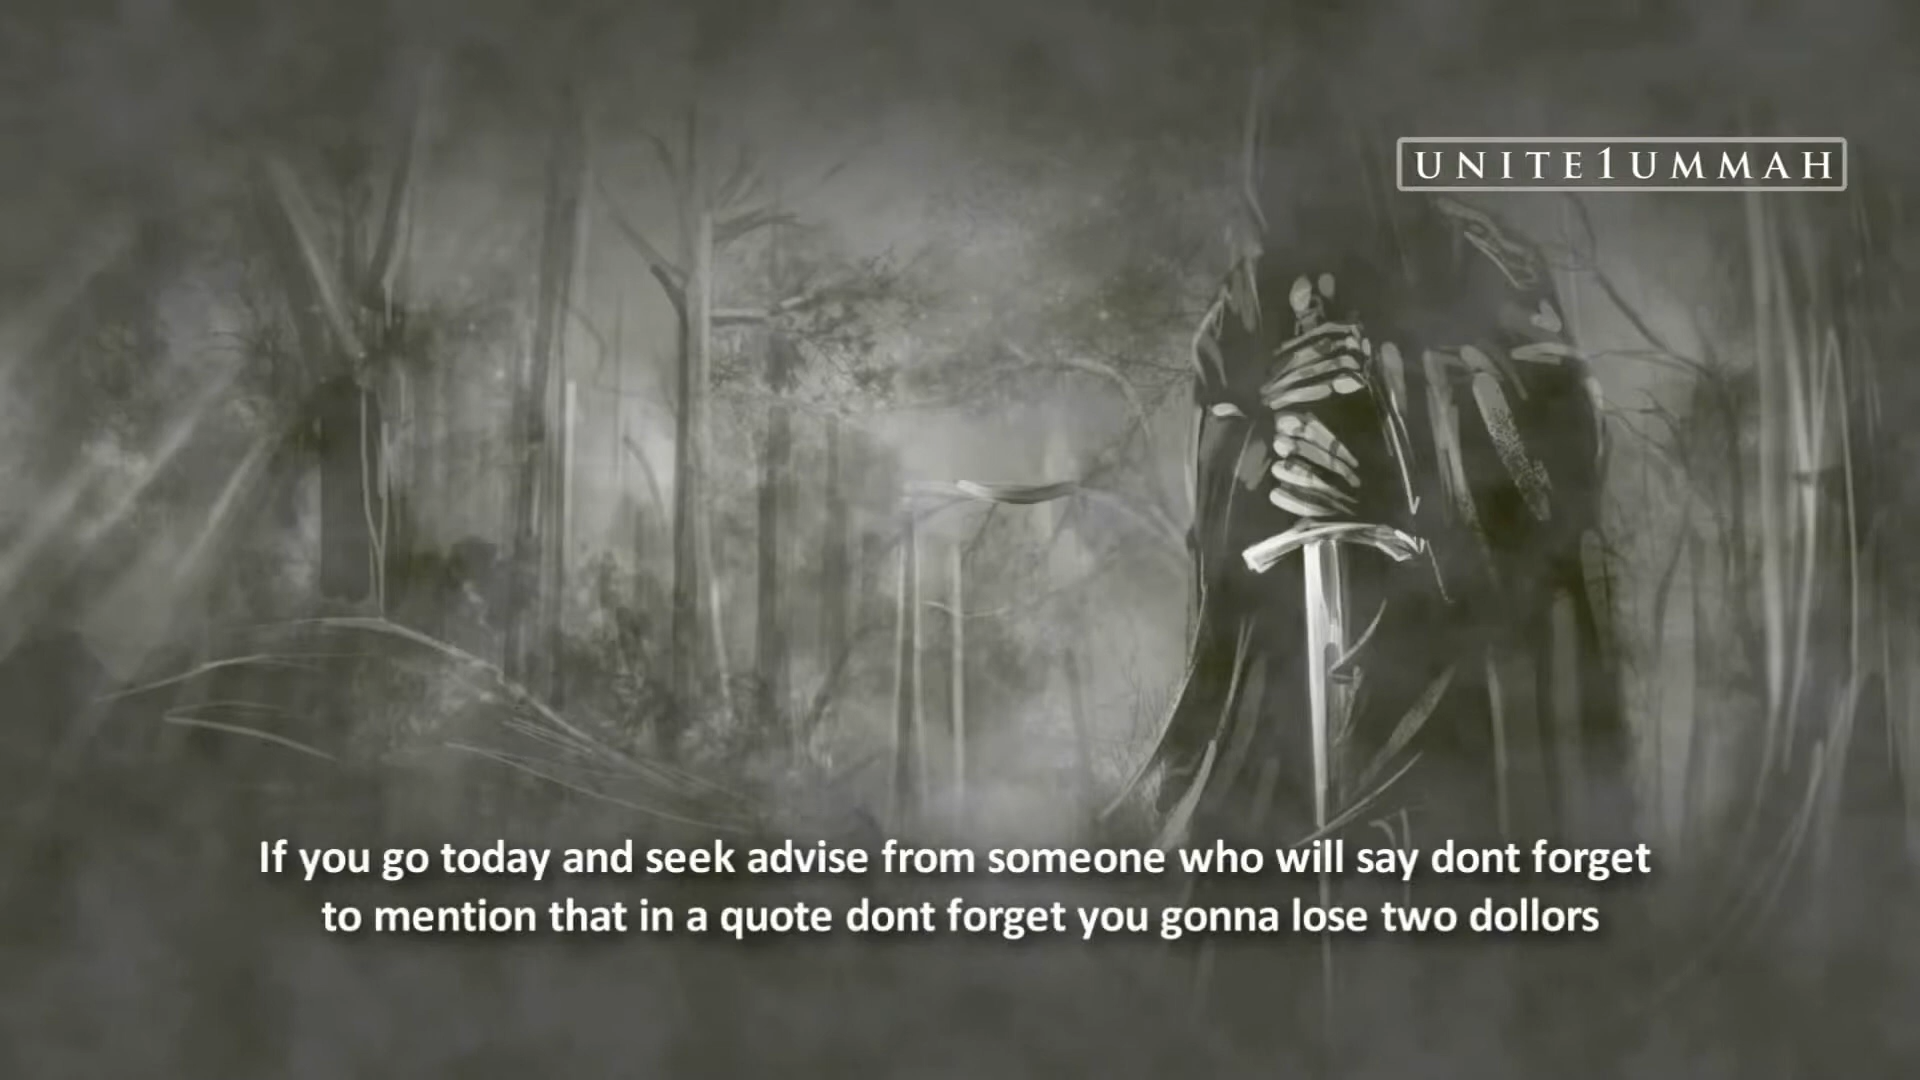 UNITE1UMMAH
If you go today and seek advise from someone who will say dont forget
to mention that in a quote dont forget you gonna lose two dollors